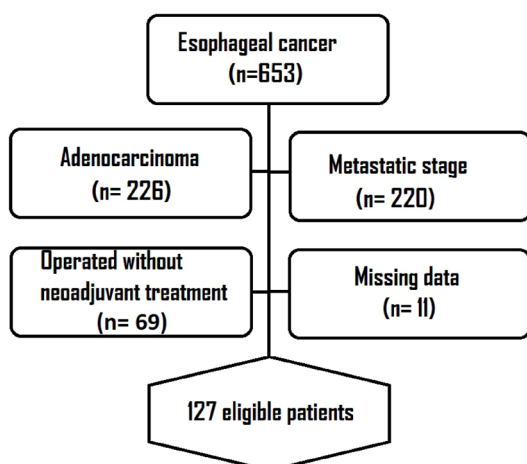 Esophageal cancer
(n=653)
Adenocarcinoma
(n= 226)
Metastatic stage
(n= 220)
Operated without
neoadjuvant treatment
(n= 69)
Missing data
(n= 11)
127 eligible patients